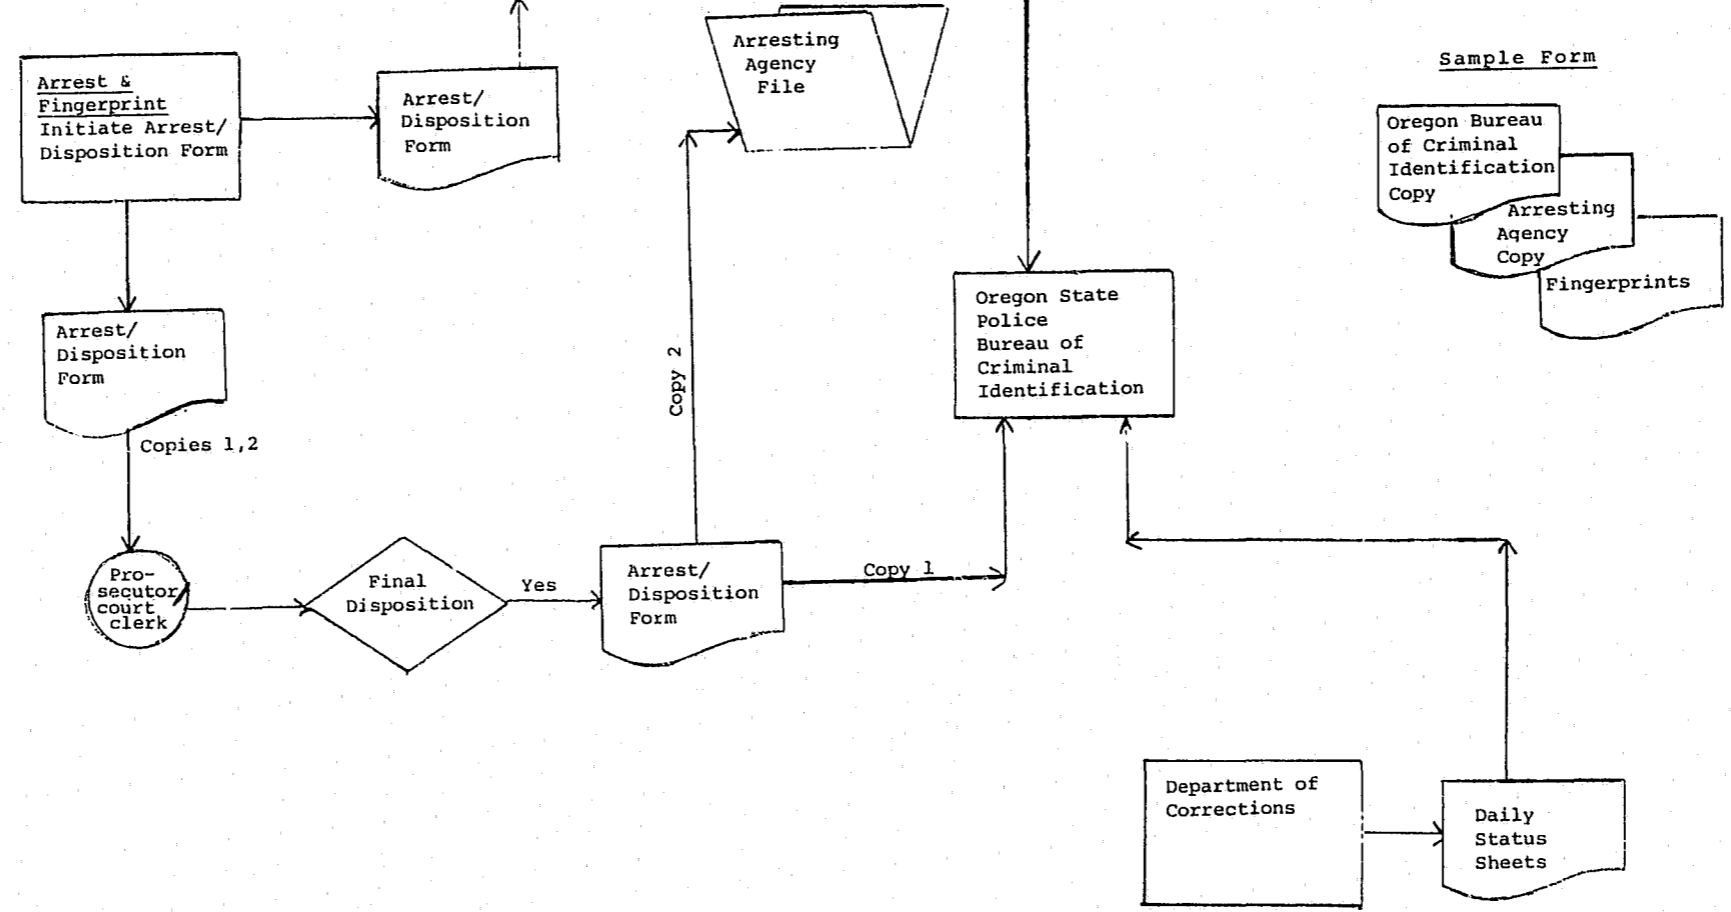 Arrest &
Fingerprint
Initiate Arrest/
Disposition Form
Arrest/
Disposition
Form
Arresting
Agency
File
Sample Form
Oregon Bureau
of Criminal
Identification
Copy
Arresting
Agency
Copy
Fingerprints
Oregon State
Police
Bureau of
Criminal
Identification
Arrest/
Disposition
Form
Copies 1,2
Copy 2
Pro-
secutor
court
clerk
Final
Disposition
Yes
Arrest/
Disposition
Form
Copy 1
Department of
Corrections
Daily
Status
Sheets